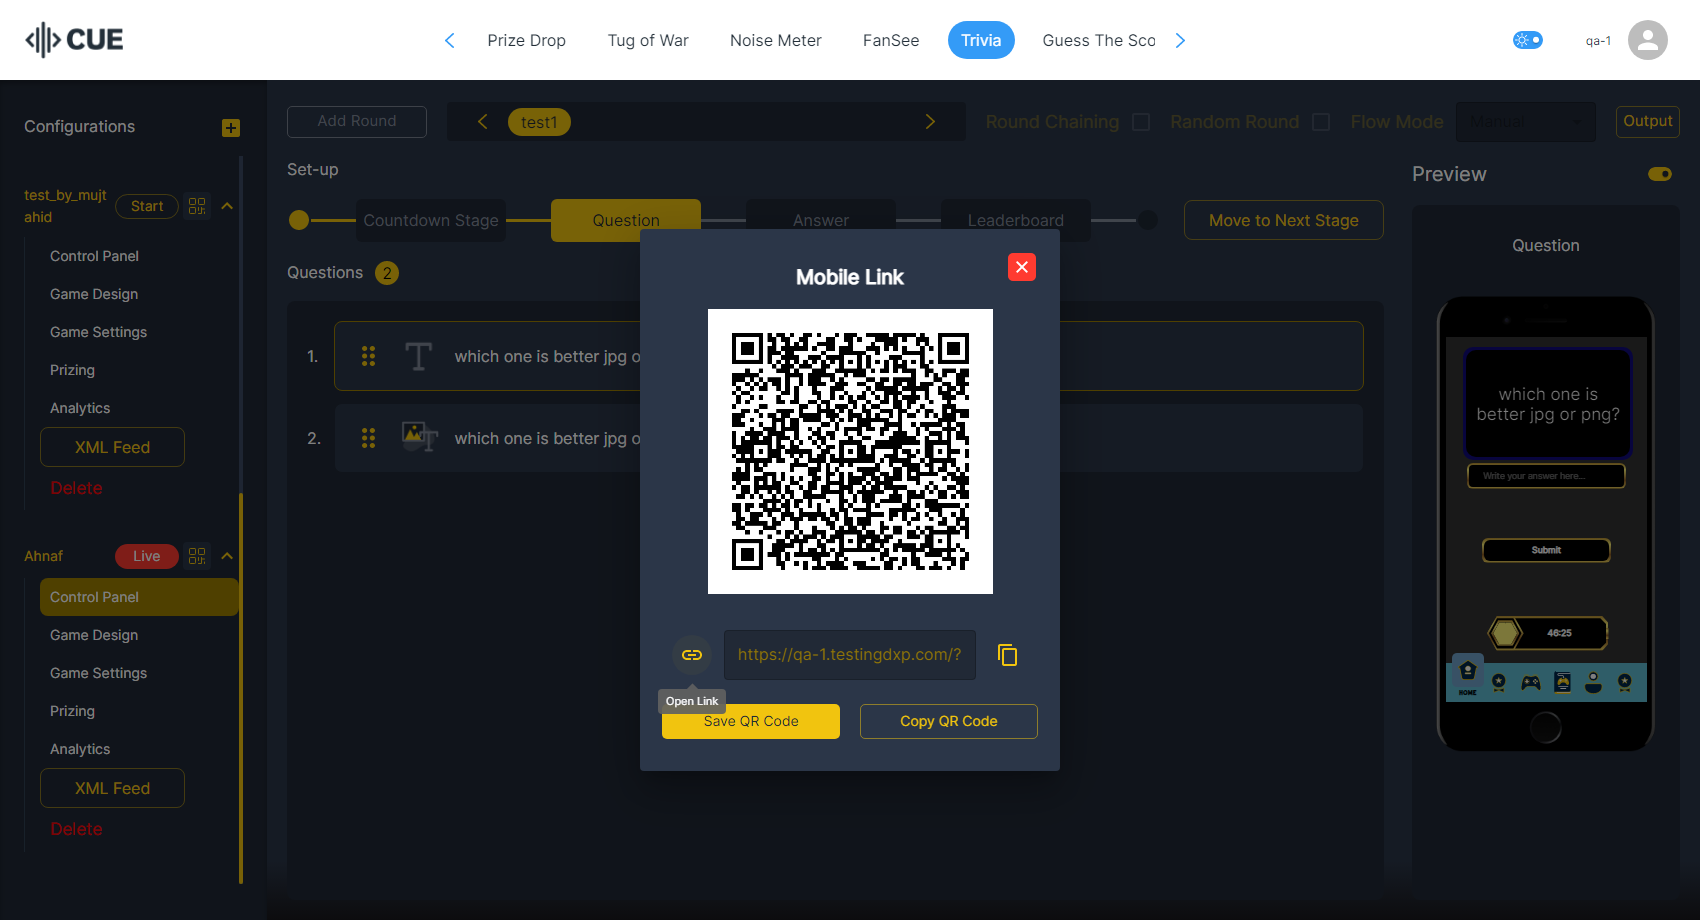 CUE
Prize Drop
Tug of War
Noise Meter
FanSee
Trivia
Guess The Sco
qa-1
Configurations
test_by_mujt
ahid
Start
Control Panel
Game Design
Game Settings
Prizing
Analytics
XML Feed
Delete
Ahnaf
Live
Control Panel
Game Design
Game Settings
Prizing
Analytics
XML Feed
Delete
Add Round
test1
Round Chaining
Random Round
Flow Mode
Manual
Output
Set-up
Countdown Stage
Question
Answer
Leaderboard
Move to Next Stage
Questions 2
1. which one is better jpg o
2. which one is better jpg o
Mobile Link
https://qa-1.testingdxp.com/?
Open Link
Save QR Code
Copy QR Code
Preview
Question
which one is
better jpg or png?
Write your answer here...
Submit
46:25
HOME